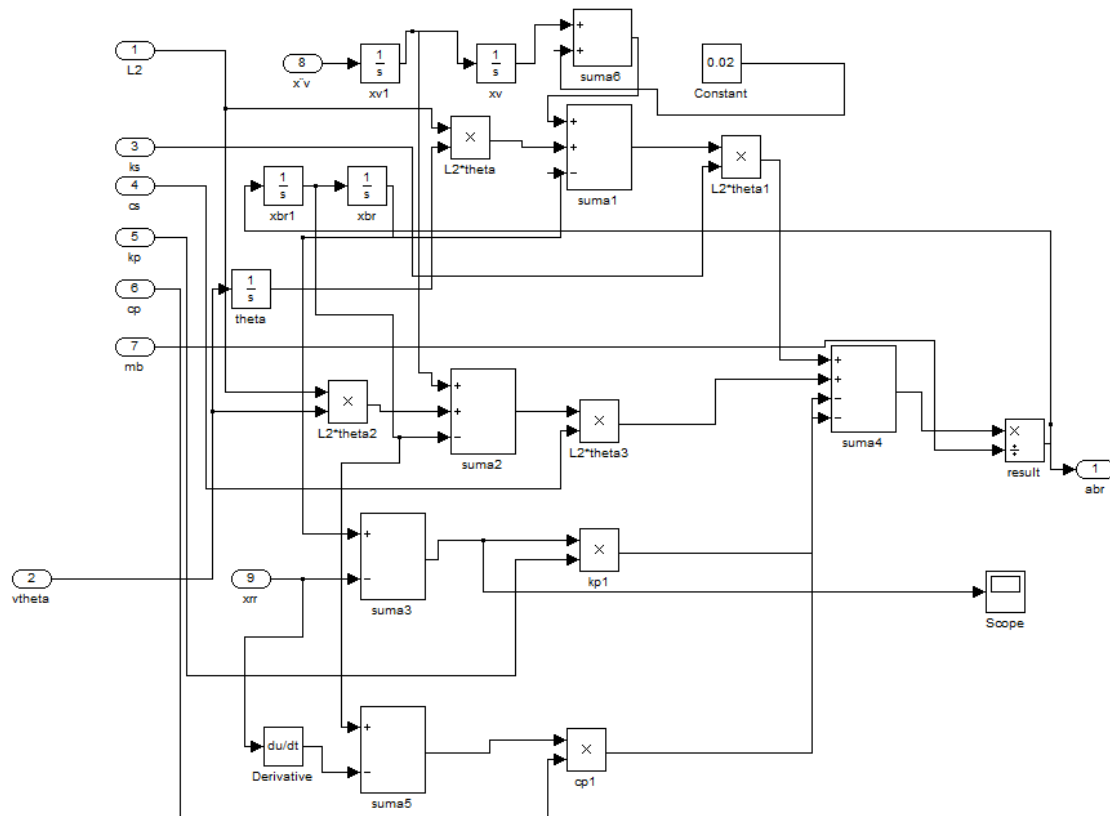 1
L2
8
x¨v
1
s
xv1
1
s
xv
+
+
suma6
0.02
Constant
3
ks
4
cs
5
kp
6
cp
7
mb
×
L2*theta
+
+
−
suma1
×
L2*theta1
1
s
xbr1
1
s
xbr
1
s
theta
×
L2*theta2
+
+
−
suma2
×
L2*theta3
+
+
−
−
suma4
×
÷
result
1
abr
2
vtheta
9
xrr
+
−
suma3
×
kp1
Scope
du/dt
Derivative
+
−
suma5
×
cp1